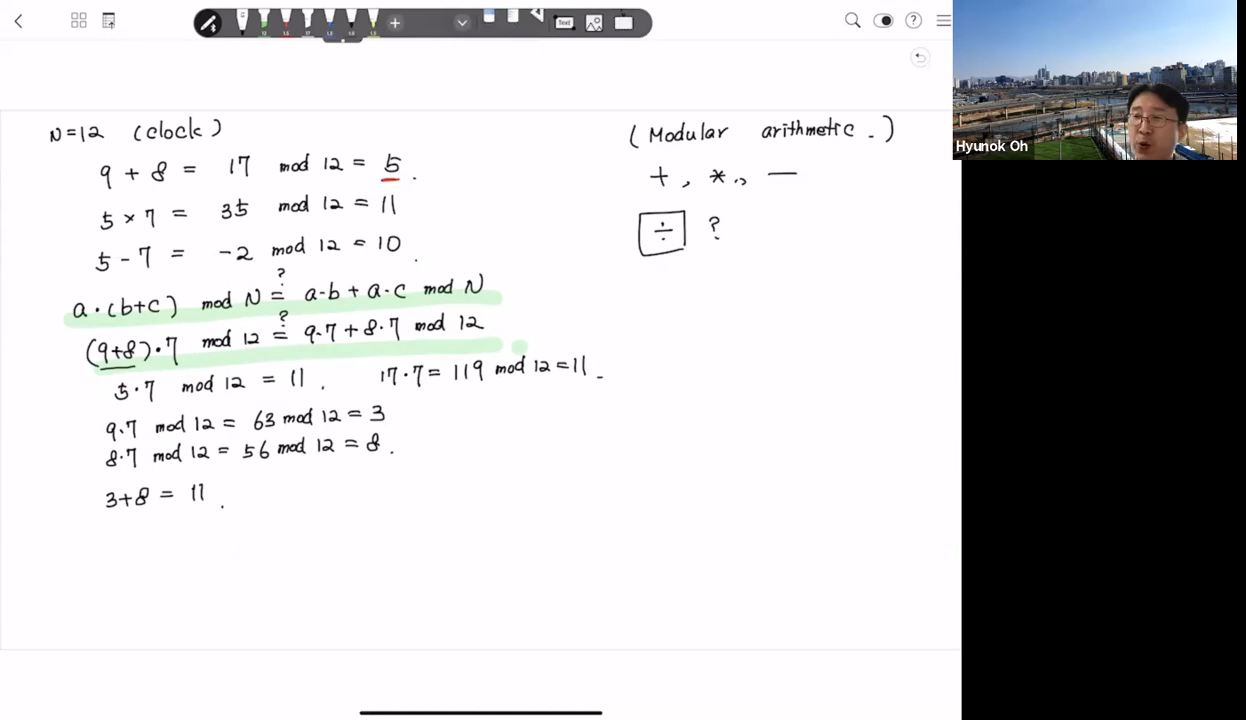 Text
Hyunok Oh
N=12 (clock)
9 + 8 = 17 mod 12 = 5.
5 × 7 = 35 mod 12 = 11
5 - 7 = -2 mod 12 = 10.
a·(b+c) mod N ≟ a·b + a·c mod N
(9+8)·7 mod 12 ≟ 9·7 + 8·7 mod 12
5·7 mod 12 = 11. 17·7 = 119 mod 12 = 11.
9·7 mod 12 = 63 mod 12 = 3
8·7 mod 12 = 56 mod 12 = 8.
3+8 = 11.
(Modular arithmetic.)
+, *, −
÷ ?